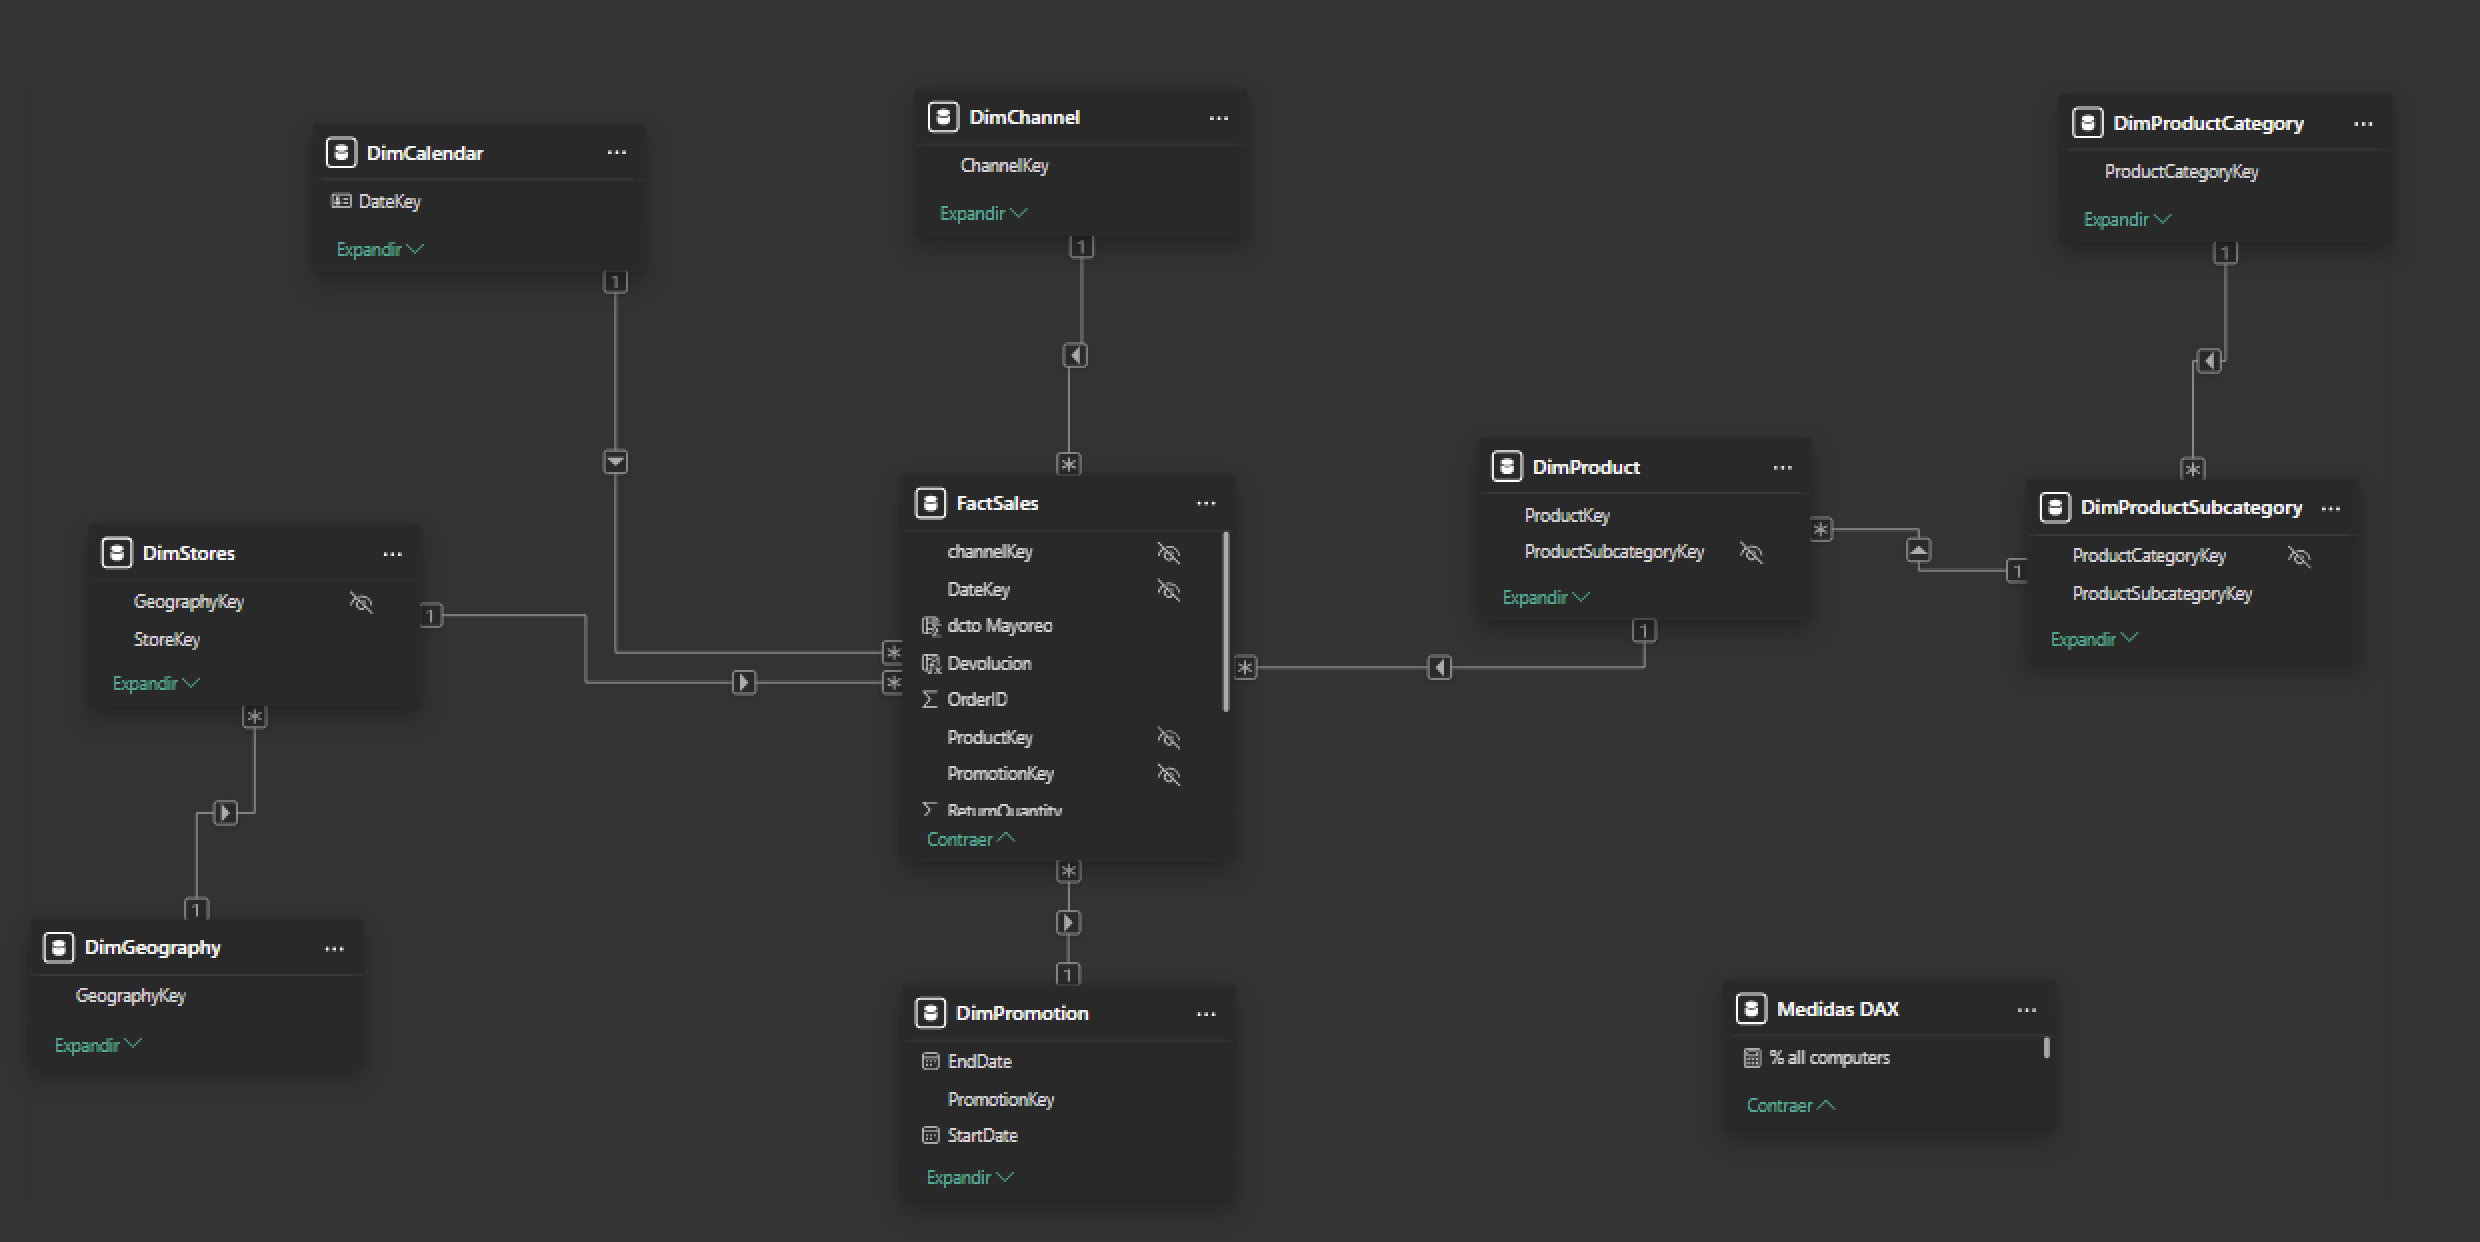 DimCalendar
DateKey
Expandir
DimChannel
ChannelKey
Expandir
DimProductCategory
ProductCategoryKey
Expandir
DimStores
GeographyKey
StoreKey
Expandir
FactSales
channelKey
DateKey
dcto Mayoreo
Devolucion
OrderID
ProductKey
PromotionKey
ReturnQuantity
Contraer
DimProduct
ProductKey
ProductSubcategoryKey
Expandir
DimProductSubcategory
ProductCategoryKey
ProductSubcategoryKey
Expandir
DimGeography
GeographyKey
Expandir
DimPromotion
EndDate
PromotionKey
StartDate
Expandir
Medidas DAX
% all computers
Contraer
1
1
1
*
1
*
*
*
1
*
1
*
1
*
1
*